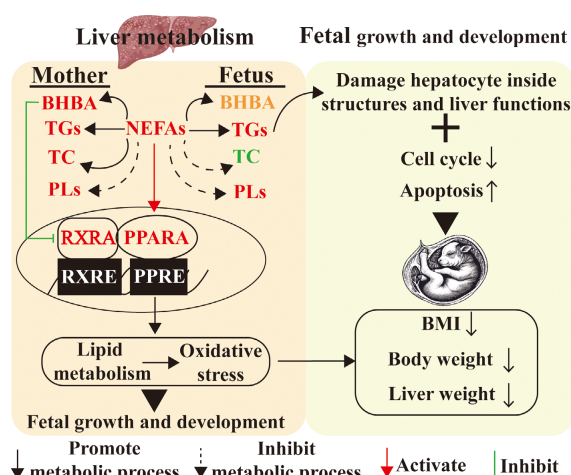 Liver metabolism
Fetal growth and development
Mother
Fetus
BHBA
BHBA
TGs
NEFAs
TGs
TC
TC
PLs
PLs
RXRA
PPARA
RXRE
PPRE
Lipid
metabolism
Oxidative
stress
Fetal growth and development
Damage hepatocyte inside
structures and liver functions
+
Cell cycle ↓
Apoptosis ↑
BMI ↓
Body weight ↓
Liver weight ↓
Promote
metabolic process
Inhibit
metabolic process
Activate
Inhibit